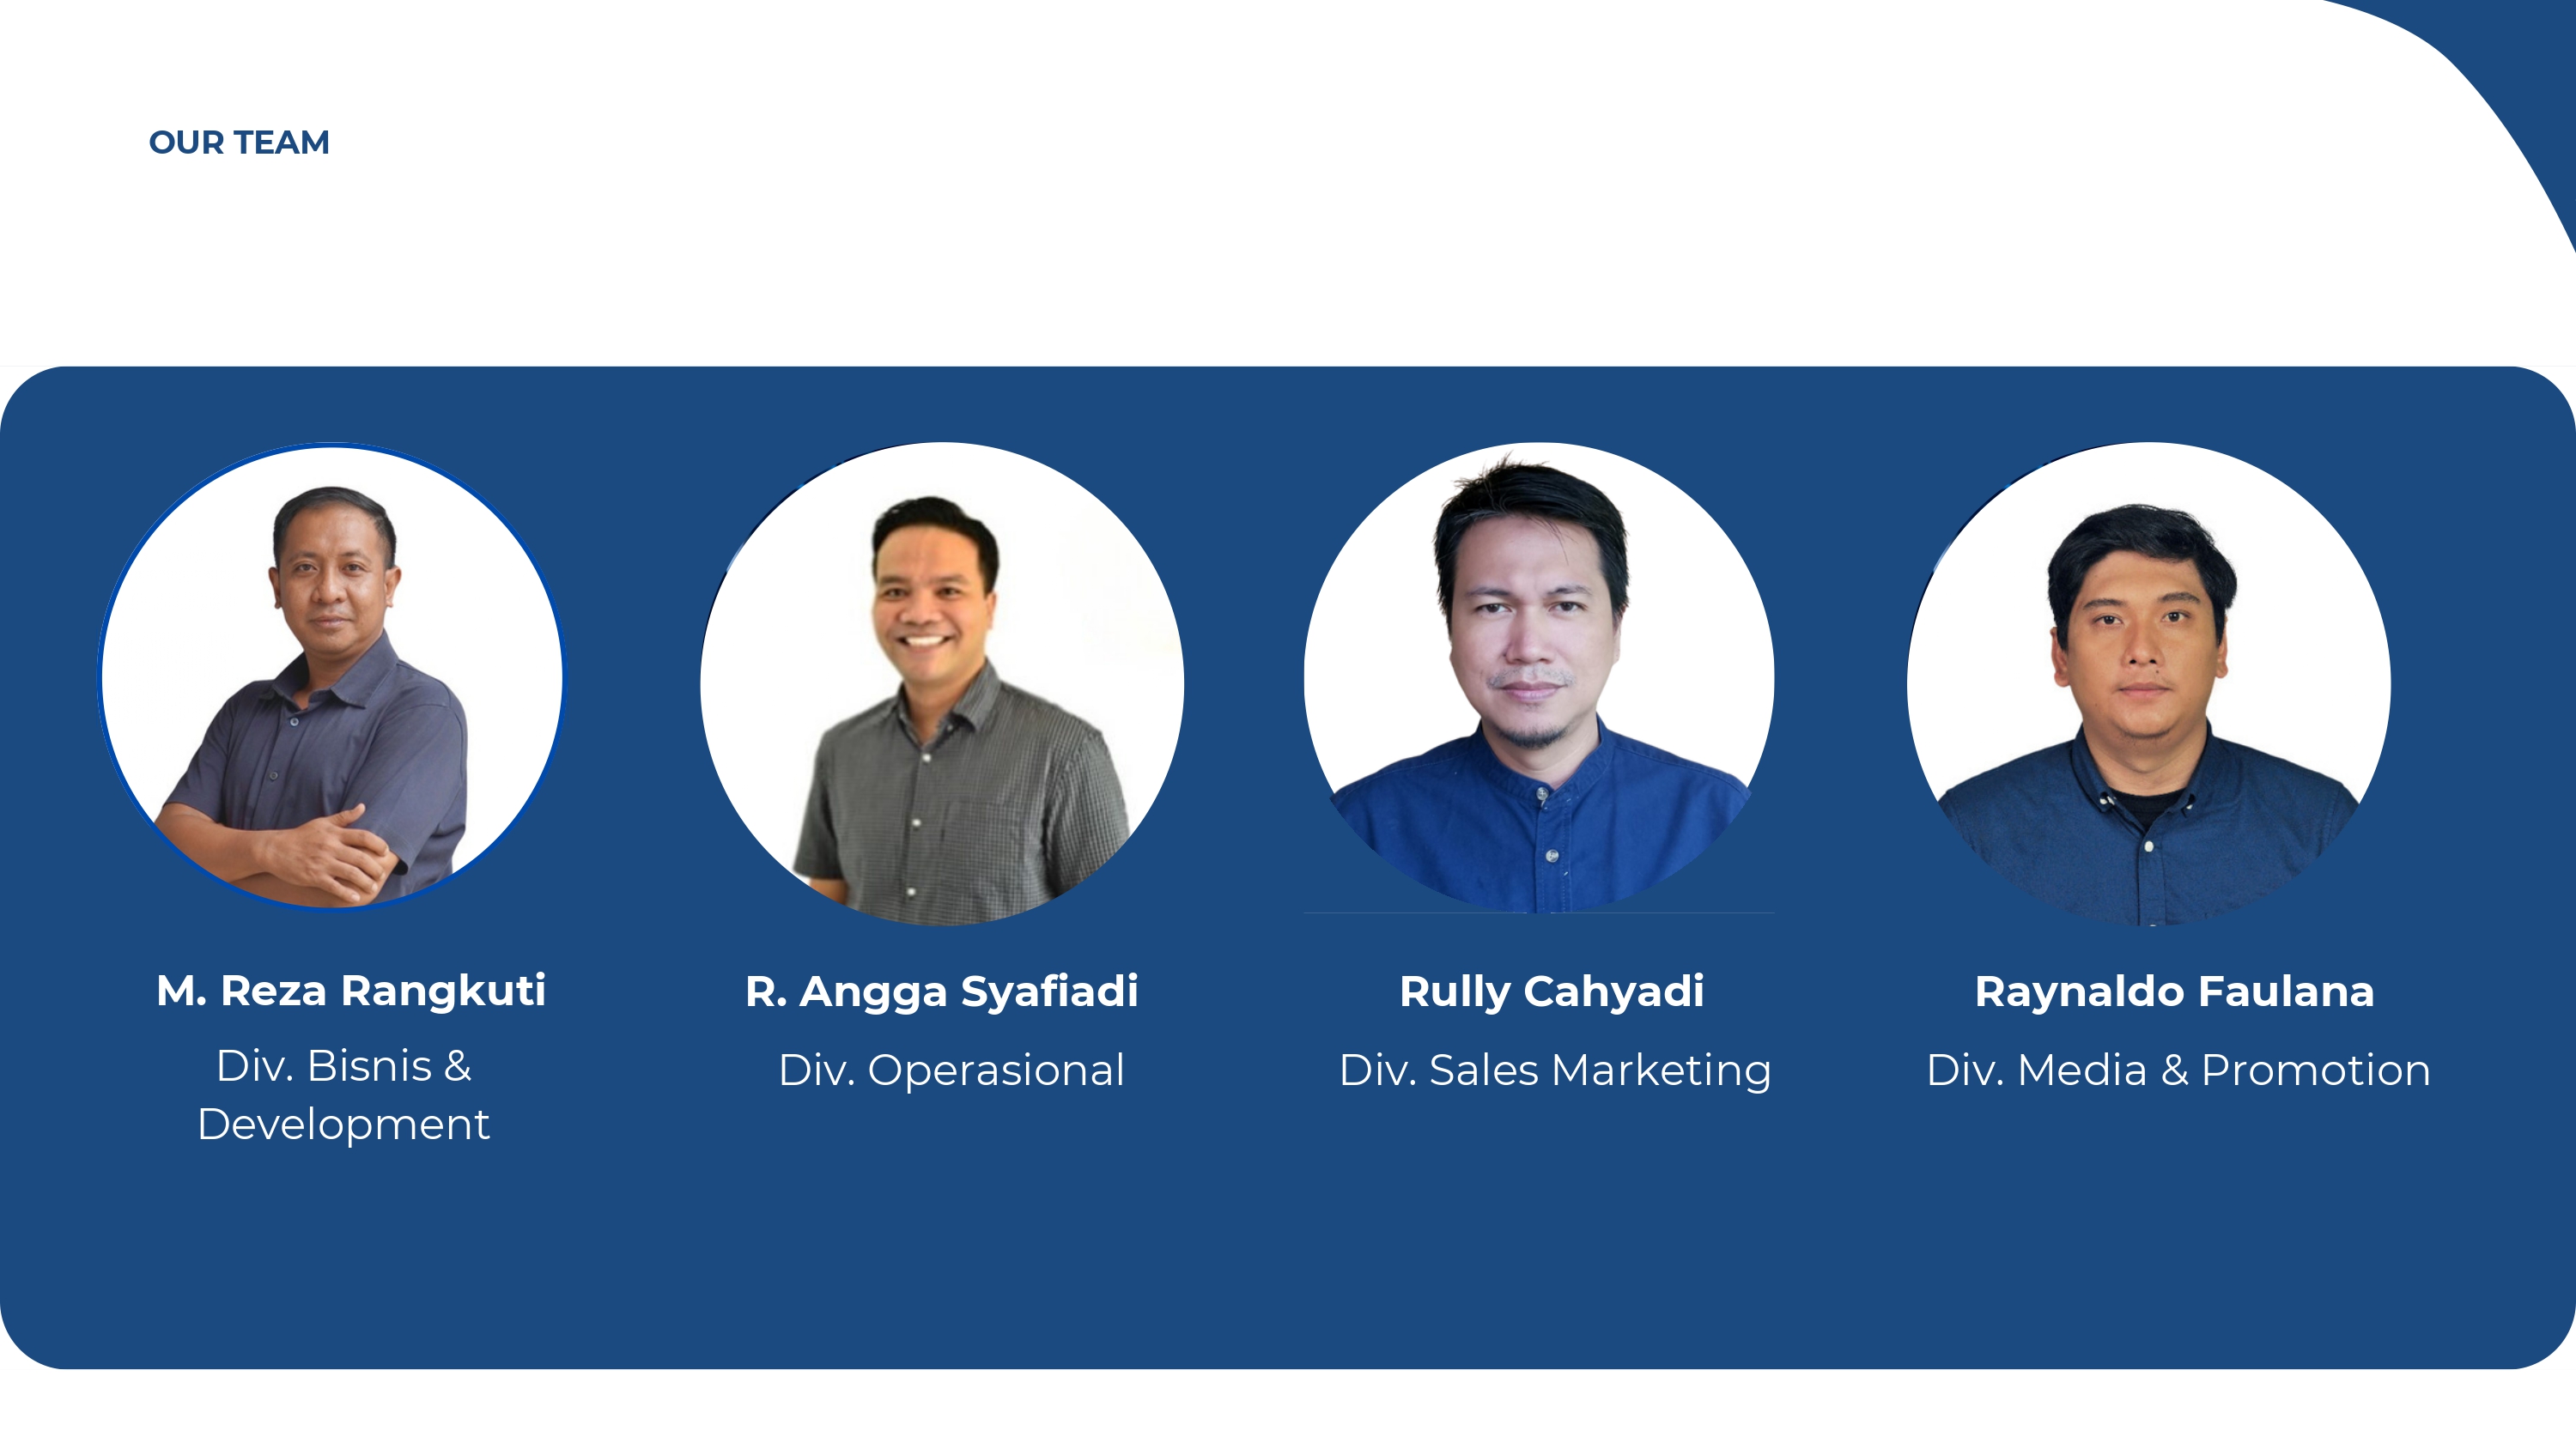 OUR TEAM
M. Reza Rangkuti
Div. Bisnis &
Development
R. Angga Syafiadi
Div. Operasional
Rully Cahyadi
Div. Sales Marketing
Raynaldo Faulana
Div. Media & Promotion